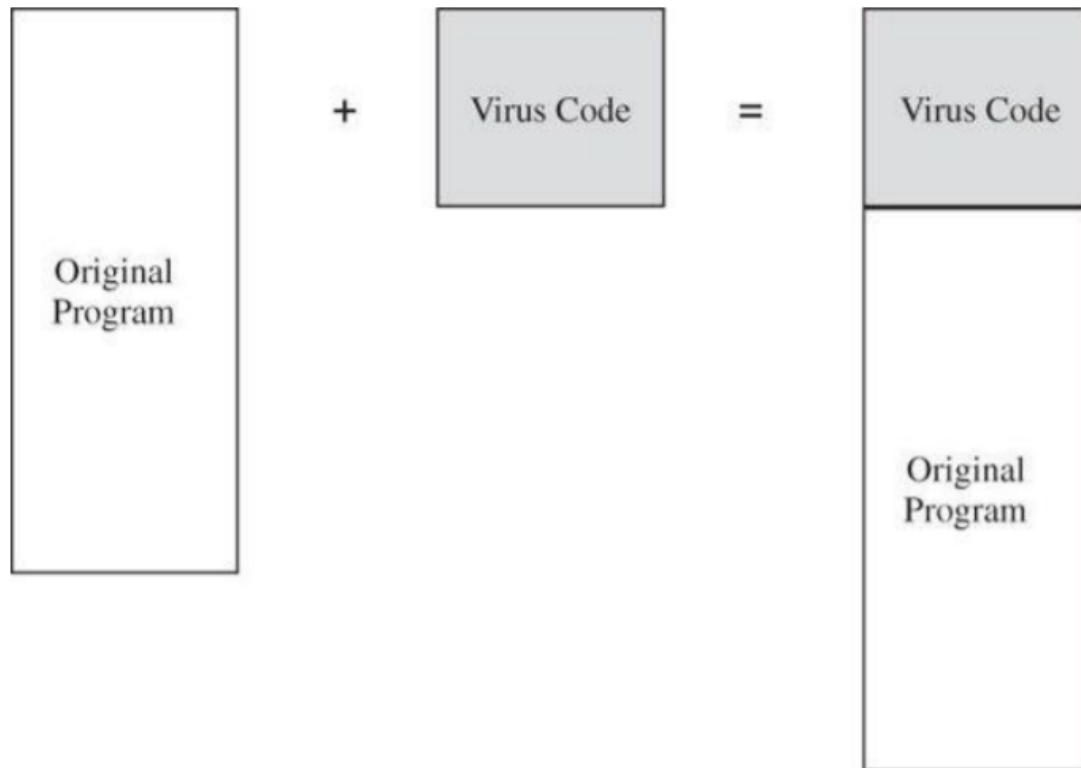 +
Virus Code
=
Virus Code
Original
Program
Original
Program